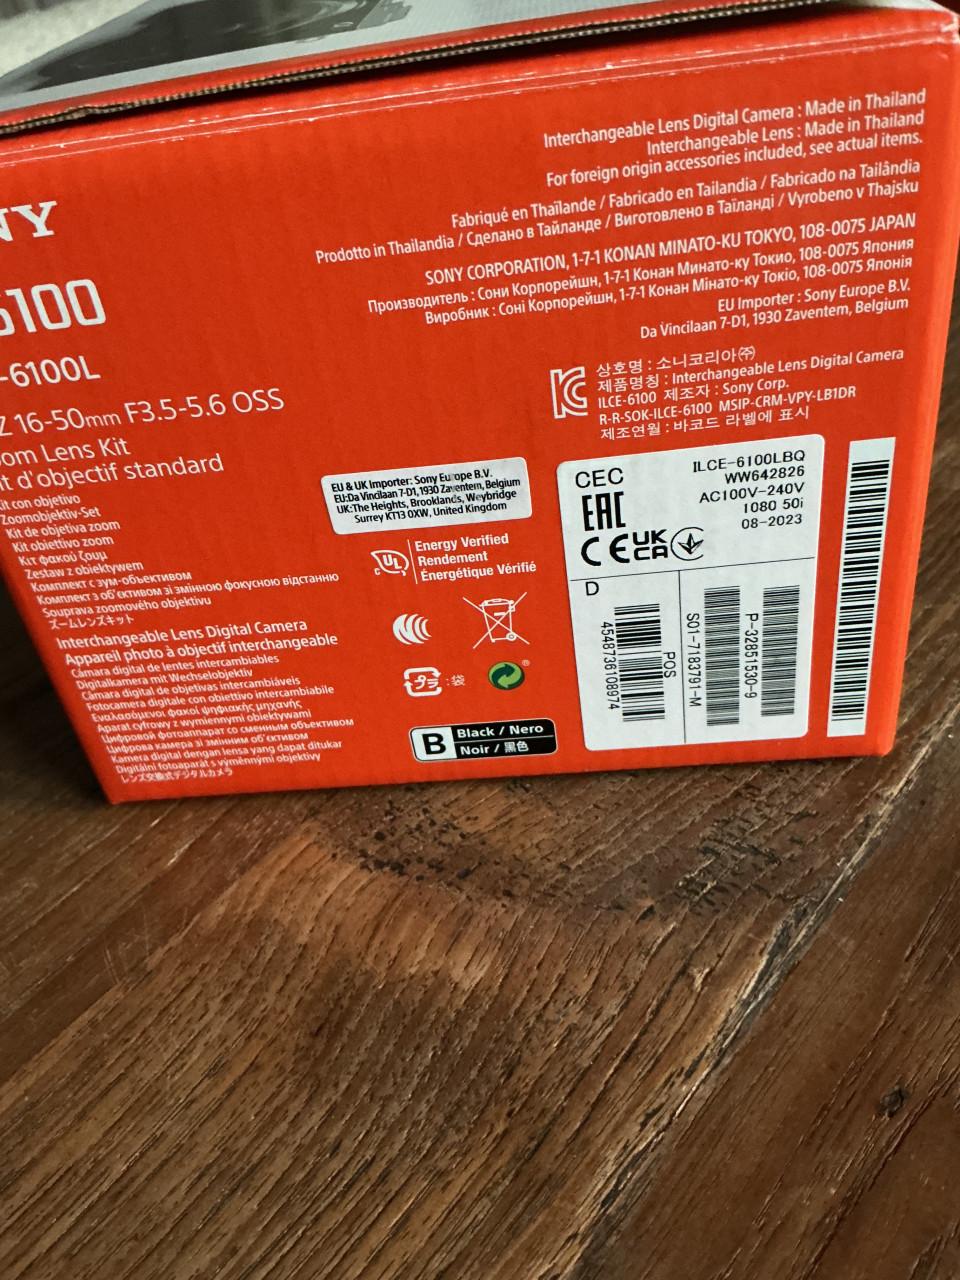 NY
6100
-6100L
Z 16-50mm F3.5-5.6 OSS
om Lens Kit
it d'objectif standard
Kit con objetivo
Zoomobjektiv-Set
Kit de objetiva zoom
Kit obiettivo zoom
Κιτ φακού ζουμ
Zestaw z obiektywem
Комплект с зум-объективом
Комплект з об'єктивом зі змінною фокусною відстанню
Souprava zoomového objektivu
ズームレンズキット
Interchangeable Lens Digital Camera
Appareil photo à objectif interchangeable
Cámara digital de lentes intercambiables
Digitalkamera mit Wechselobjektiv
Câmara digital de objetivas intercambiáveis
Fotocamera digitale con obiettivo intercambiabile
Εναλλασσόμενοι φακοί ψηφιακής μηχανής
Aparat cyfrowy z wymiennymi obiektywami
Цифровой фотоаппарат со сменным объективом
Цифрова камера зі змінним об'єктивом
Kamera digital dengan lensa yang dapat ditukar
Digitální fotoaparát s výměnnými objektivy
レンズ交換式デジタルカメラ
Interchangeable Lens Digital Camera : Made in Thailand
Interchangeable Lens : Made in Thailand
For foreign origin accessories included, see actual items.
Fabriqué en Thaïlande / Fabricado en Tailandia / Fabricado na Tailândia
Prodotto in Thailandia / Сделано в Тайланде / Виготовлено в Таїланді / Vyrobeno v Thajsku
SONY CORPORATION, 1-7-1 KONAN MINATO-KU TOKYO, 108-0075 JAPAN
Производитель : Сони Корпорейшн, 1-7-1 Конан Минато-ку Токио, 108-0075 Япония
Виробник : Соні Корпорейшн, 1-7-1 Конан Мінато-ку Токіо, 108-0075 Японія
EU Importer : Sony Europe B.V.
Da Vincilaan 7-D1, 1930 Zaventem, Belgium
상호명 : 소니코리아㈜
제품명칭 : Interchangeable Lens Digital Camera
ILCE-6100 제조자 : Sony Corp.
R-R-SOK-ILCE-6100 MSIP-CRM-VPY-LB1DR
제조연월 : 바코드 라벨에 표시
EU & UK Importer: Sony Europe B.V.
EU:Da Vincilaan 7-D1, 1930 Zaventem, Belgium
UK:The Heights, Brooklands, Weybridge
Surrey KT13 0XW, United Kingdom
c UL
Energy Verified
Rendement
Énergétique Vérifié
プラ : 袋
B Black / Nero
Noir / 黒色
CEC
EAC
CE UK CA
ILCE-6100LBQ
WW642826
AC100V-240V
1080 50i
08-2023
D
4548736108974
POS
S01-7183791-M
P-32851530-9